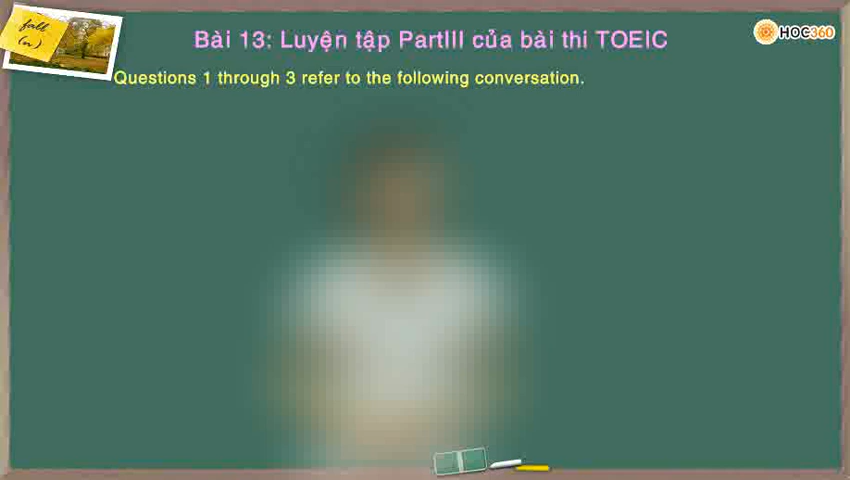 fall
(n)
Bài 13: Luyện tập PartIII của bài thi TOEIC
HOC360
Questions 1 through 3 refer to the following conversation.